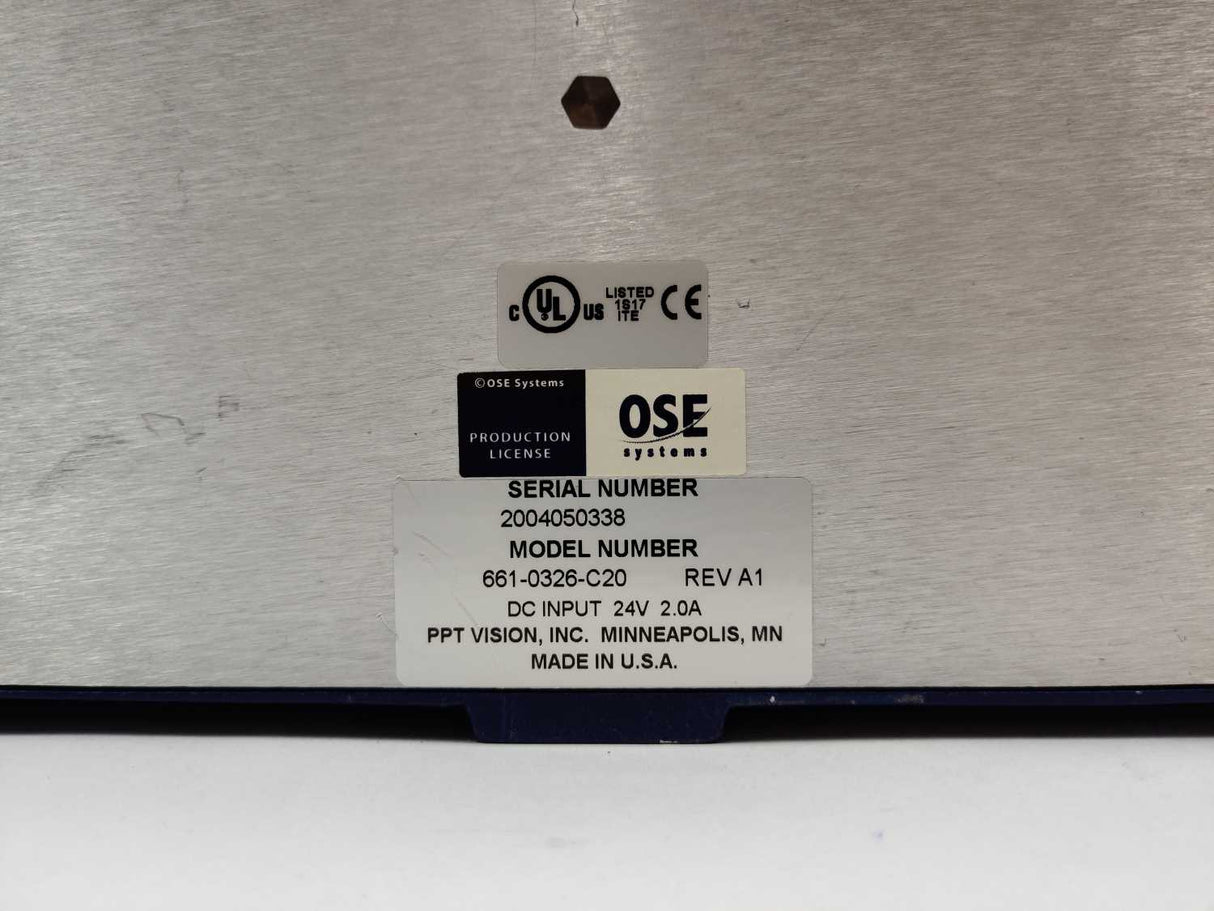 C UL US LISTED CE
1S17
ITE
©OSE Systems
PRODUCTION
LICENSE
OSE
systems
SERIAL NUMBER
2004050338
MODEL NUMBER
661-0326-C20 REV A1
DC INPUT 24V 2.0A
PPT VISION, INC. MINNEAPOLIS, MN
MADE IN U.S.A.